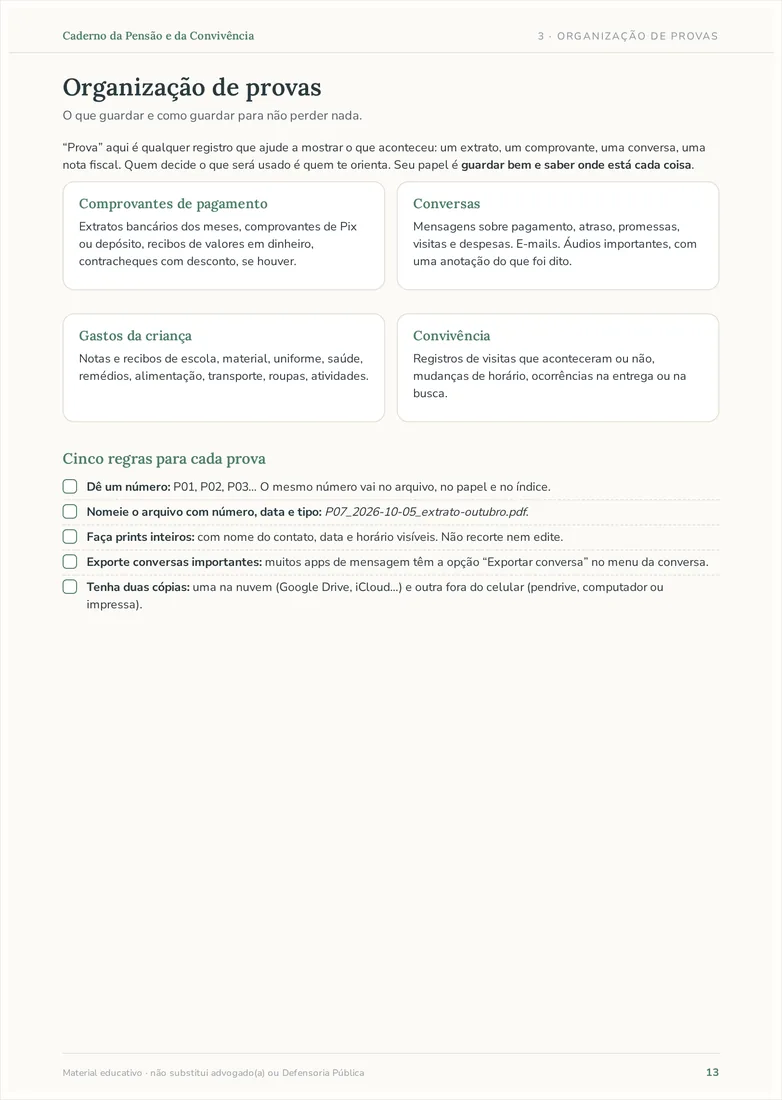 Caderno da Pensão e da Convivência
3 · ORGANIZAÇÃO DE PROVAS
Organização de provas
O que guardar e como guardar para não perder nada.
“Prova” aqui é qualquer registro que ajude a mostrar o que aconteceu: um extrato, um comprovante, uma conversa, uma
nota fiscal. Quem decide o que será usado é quem te orienta. Seu papel é guardar bem e saber onde está cada coisa.
Comprovantes de pagamento
Extratos bancários dos meses, comprovantes de Pix
ou depósito, recibos de valores em dinheiro,
contracheques com desconto, se houver.
Conversas
Mensagens sobre pagamento, atraso, promessas,
visitas e despesas. E-mails. Áudios importantes, com
uma anotação do que foi dito.
Gastos da criança
Notas e recibos de escola, material, uniforme, saúde,
remédios, alimentação, transporte, roupas, atividades.
Convivência
Registros de visitas que aconteceram ou não,
mudanças de horário, ocorrências na entrega ou na
busca.
Cinco regras para cada prova
Dê um número: P01, P02, P03… O mesmo número vai no arquivo, no papel e no índice.
Nomeie o arquivo com número, data e tipo: P07_2026-10-05_extrato-outubro.pdf.
Faça prints inteiros: com nome do contato, data e horário visíveis. Não recorte nem edite.
Exporte conversas importantes: muitos apps de mensagem têm a opção “Exportar conversa” no menu da conversa.
Tenha duas cópias: uma na nuvem (Google Drive, iCloud…) e outra fora do celular (pendrive, computador ou
impressa).
Material educativo · não substitui advogado(a) ou Defensoria Pública
13